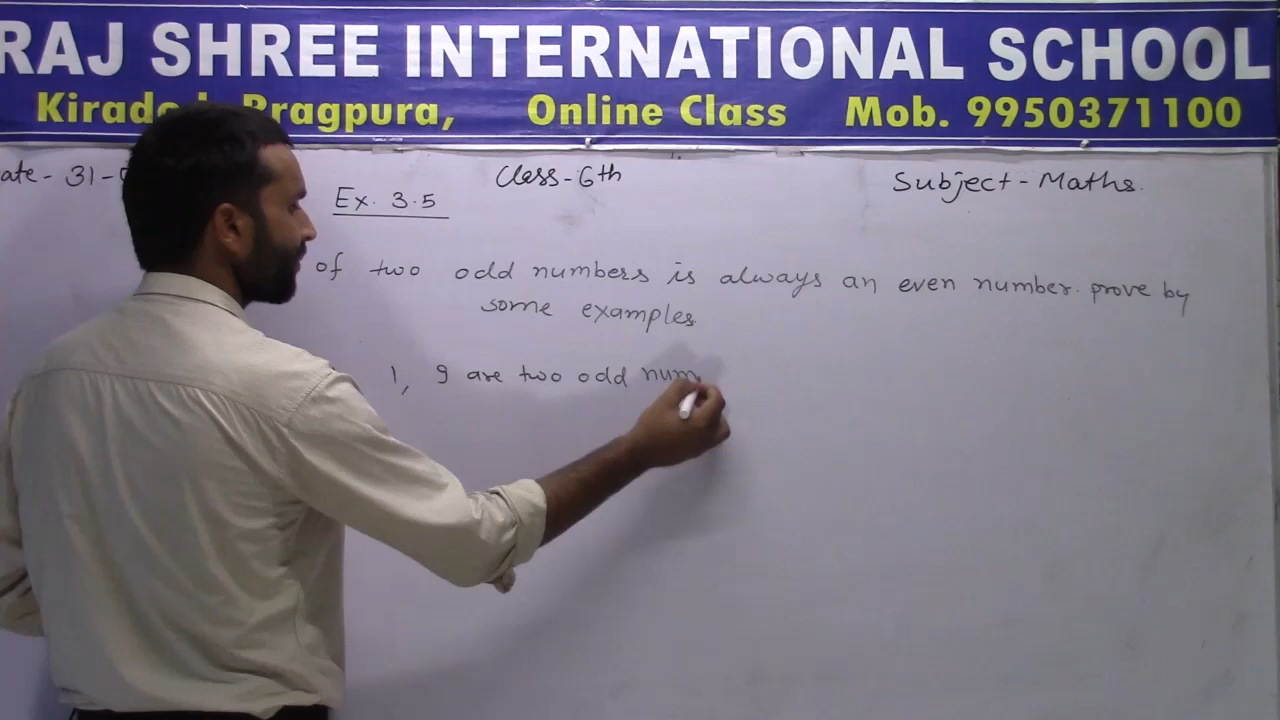 RAJ SHREE INTERNATIONAL SCHOOL
Pragpura, Online Class Mob. 9950371100
ate - 31- Class - 6th Subject - Maths.
Ex. 3.5
of two odd numbers is always an even number. prove by
some examples.
1, 9 are two odd num